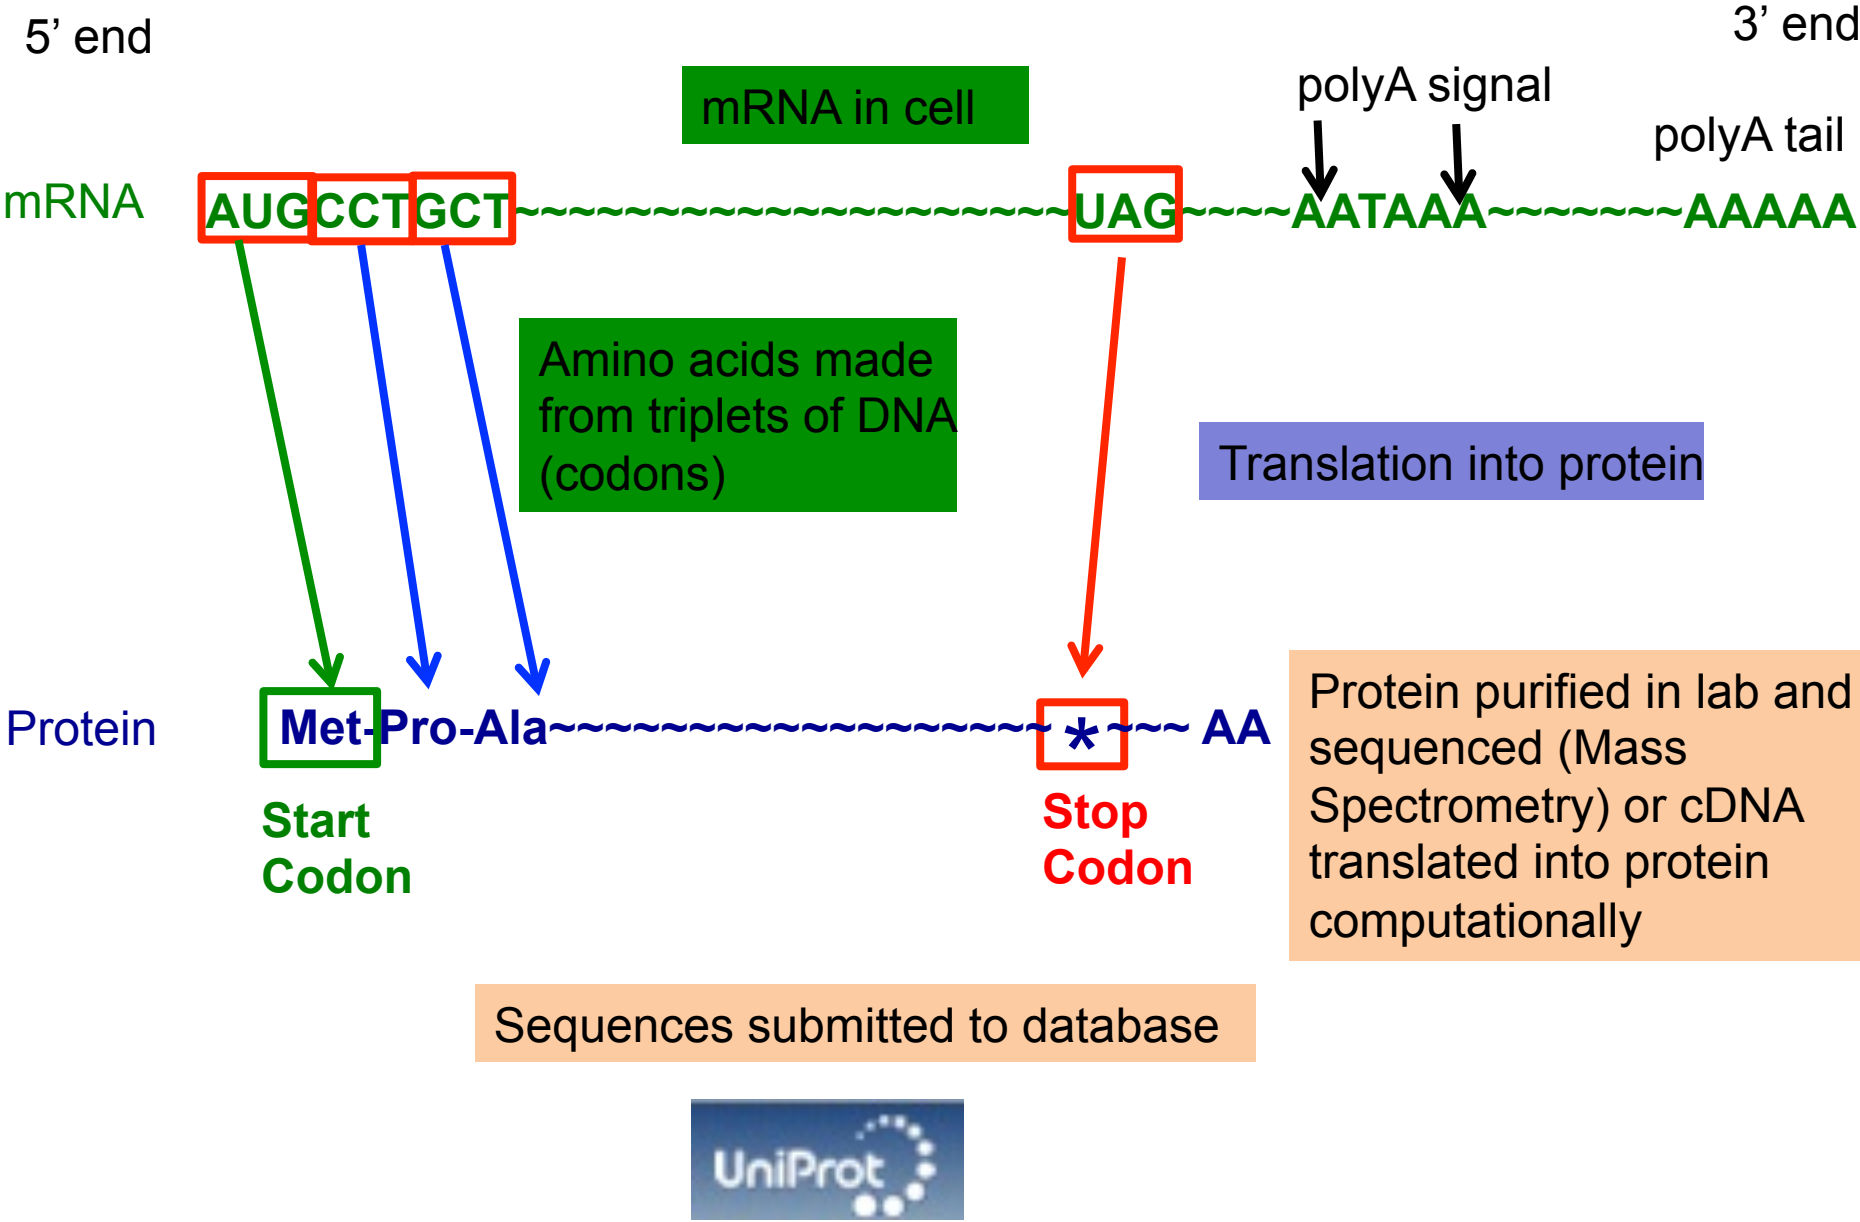 5’ end
3’ end
mRNA in cell
polyA signal
polyA tail
mRNA
AUGCCTGCT~~~~~~~~~~~~~~~~~~~~UAG~~~~AATAAA~~~~~~~AAAAA
Amino acids made
from triplets of DNA
(codons)
Translation into protein
Protein
Met-Pro-Ala~~~~~~~~~~~~~~~~~~ * ~~~ AA
Start
Codon
Stop
Codon
Protein purified in lab and
sequenced (Mass
Spectrometry) or cDNA
translated into protein
computationally
Sequences submitted to database
UniProt